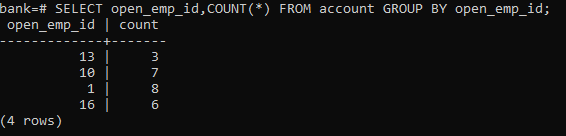 bank=# SELECT open_emp_id,COUNT(*) FROM account GROUP BY open_emp_id;
 open_emp_id | count
-------------+-------
          13 |     3
          10 |     7
           1 |     8
          16 |     6
(4 rows)